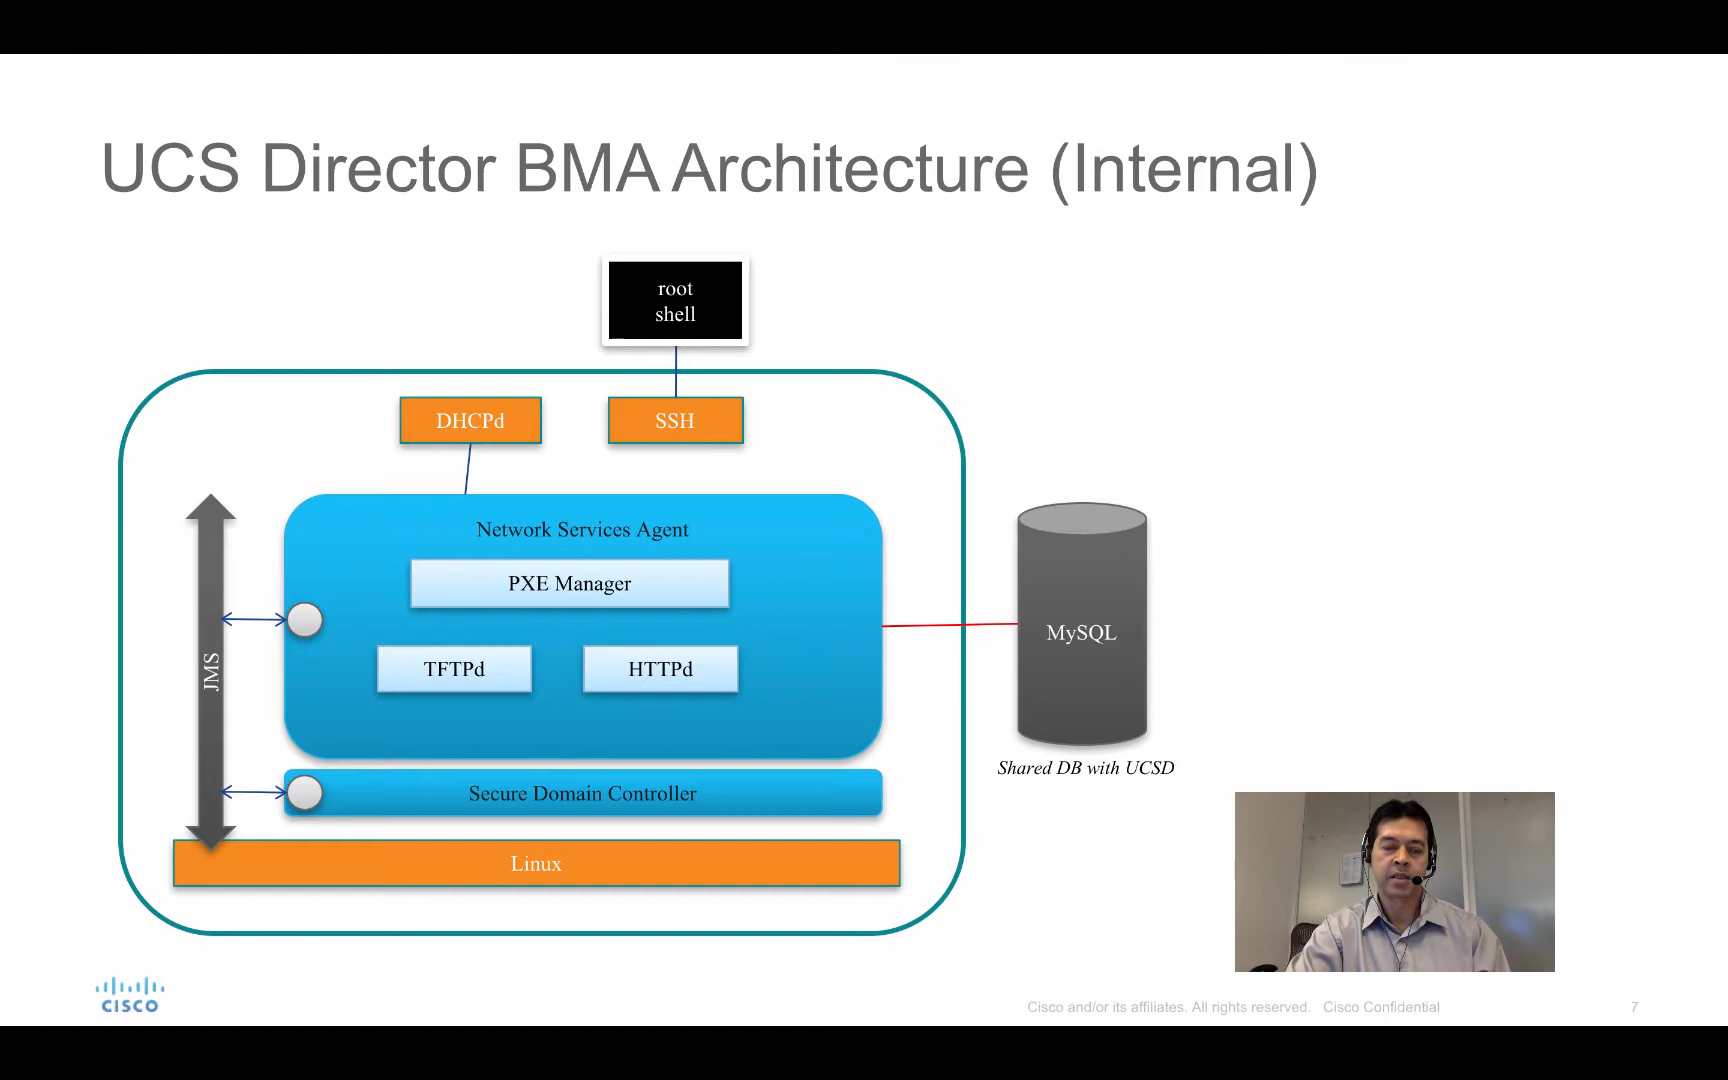 UCS Director BMA Architecture (Internal)
root
shell
DHCPd
SSH
Network Services Agent
PXE Manager
TFTPd
HTTPd
JMS
MySQL
Shared DB with UCSD
Secure Domain Controller
Linux
CISCO
Cisco and/or its affiliates. All rights reserved. Cisco Confidential
7